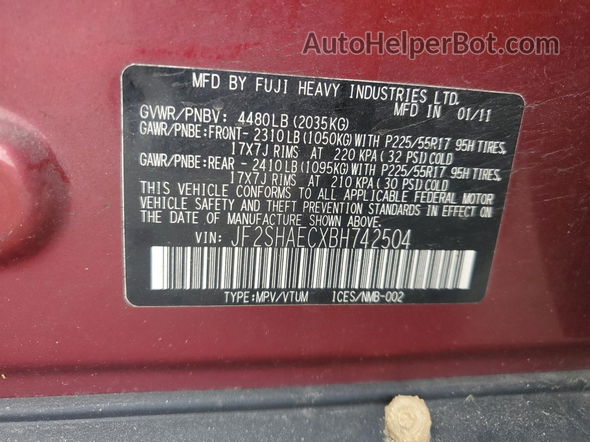 AutoHelperBot.com
MFD BY FUJI HEAVY INDUSTRIES LTD.
MFD IN 01/11
GVWR/PNBV: 4480LB(2035KG)
GAWR/PNBE:FRONT-2310LB(1050KG)WITH P225/55R17 95H TIRES,
17X7J RIMS AT 220 KPA(32 PSI)COLD
GAWR/PNBE:REAR -2410LB(1095KG)WITH P225/55R17 95H TIRES,
17X7J RIMS AT 210 KPA(30 PSI)COLD
THIS VEHICLE CONFORMS TO ALL APPLICABLE FEDERAL MOTOR
VEHICLE SAFETY AND THEFT PREVENTION STANDARDS IN
EFFECT ON THE DATE OF MANUFACTURE SHOWN ABOVE.
VIN: JF2SHAECXBH742504
TYPE:MPV/VTUM ICES/NMB-002